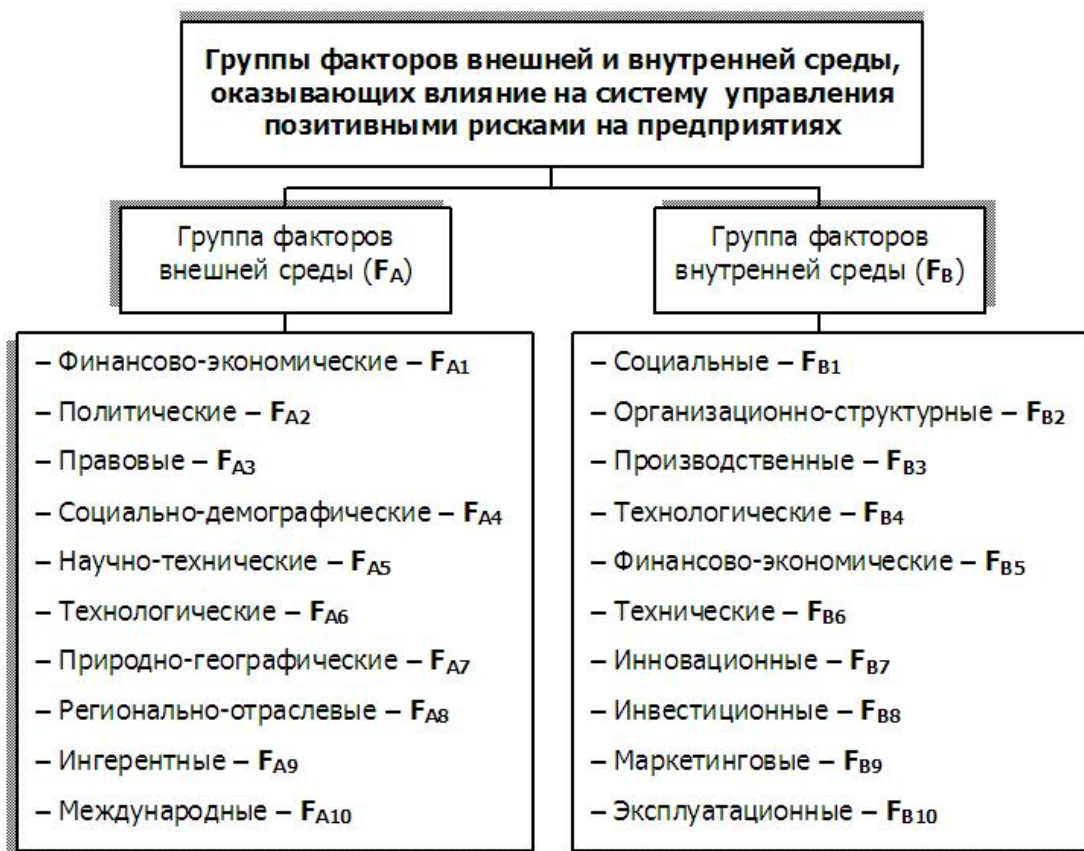 Группы факторов внешней и внутренней среды,
оказывающих влияние на систему управления
позитивными рисками на предприятиях
Группа факторов
внешней среды (FA)
– Финансово-экономические – FA1
– Политические – FA2
– Правовые – FA3
– Социально-демографические – FA4
– Научно-технические – FA5
– Технологические – FA6
– Природно-географические – FA7
– Регионально-отраслевые – FA8
– Ингерентные – FA9
– Международные – FA10
Группа факторов
внутренней среды (FB)
– Социальные – FB1
– Организационно-структурные – FB2
– Производственные – FB3
– Технологические – FB4
– Финансово-экономические – FB5
– Технические – FB6
– Инновационные – FB7
– Инвестиционные – FB8
– Маркетинговые – FB9
– Эксплуатационные – FB10